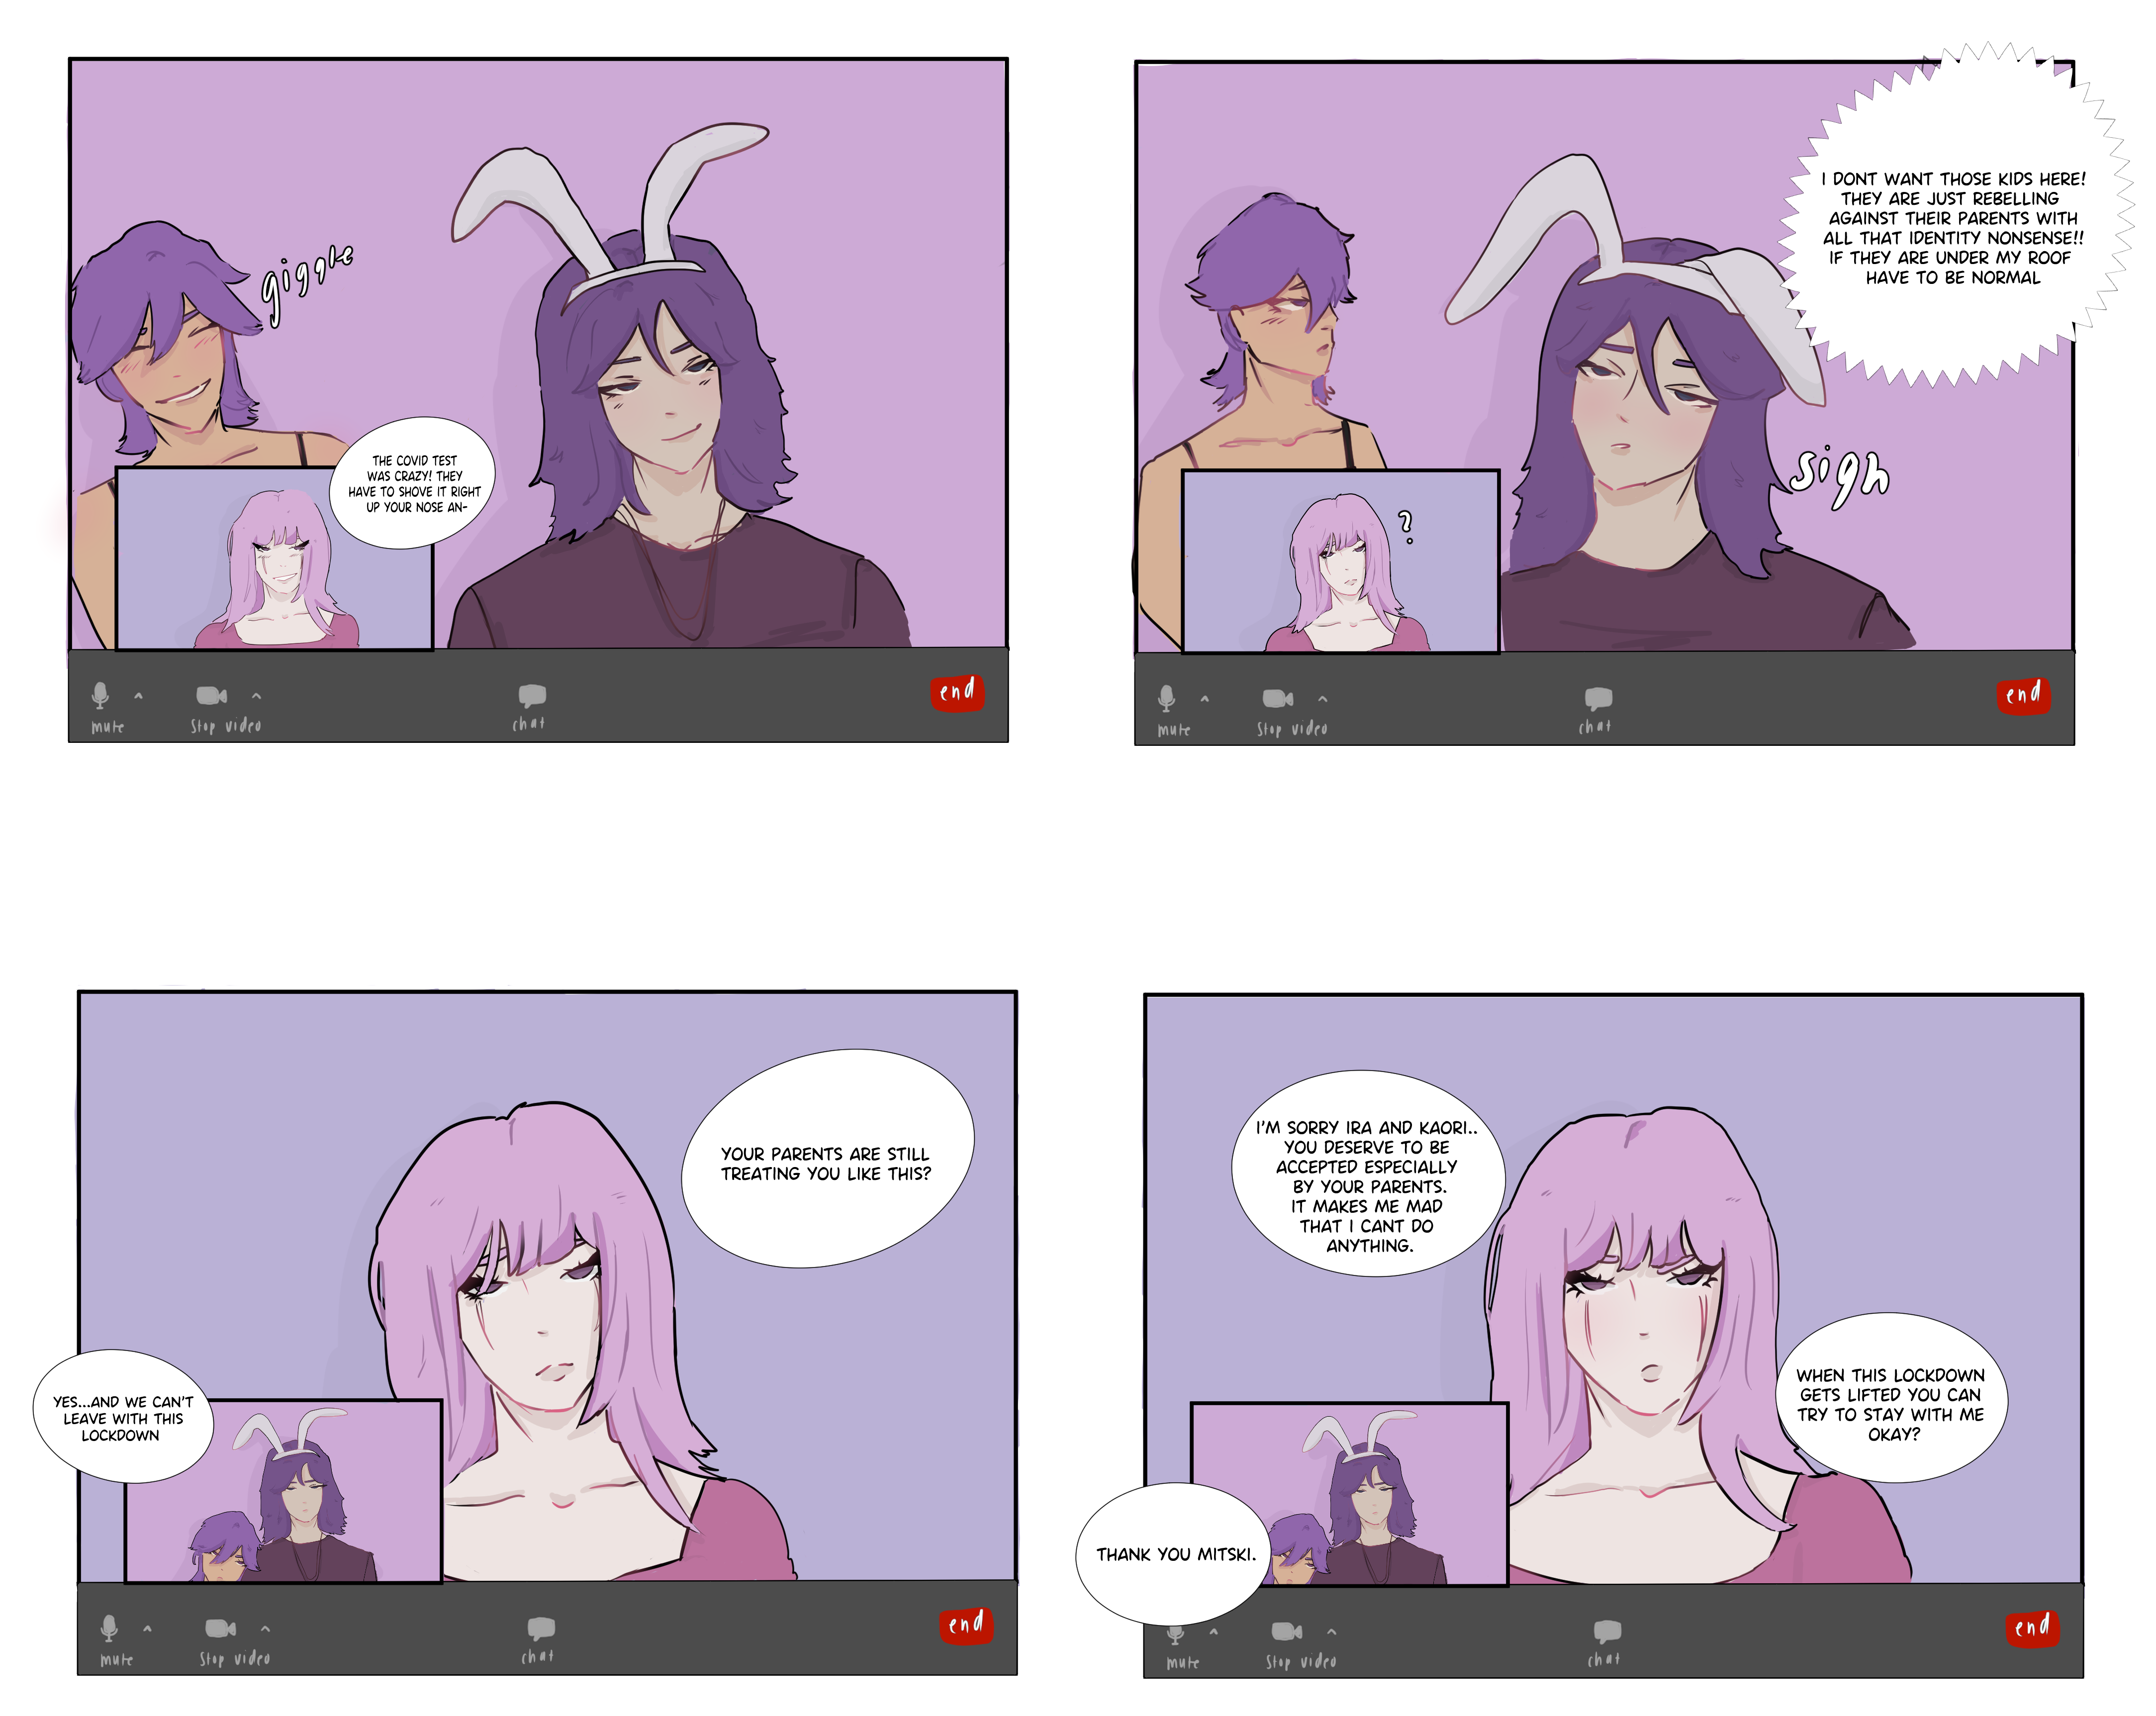 giggle
THE COVID TEST
WAS CRAZY! THEY
HAVE TO SHOVE IT RIGHT
UP YOUR NOSE AN-
mute
stop video
chat
end
I DONT WANT THOSE KIDS HERE!
THEY ARE JUST REBELLING
AGAINST THEIR PARENTS WITH
ALL THAT IDENTITY NONSENSE!!
IF THEY ARE UNDER MY ROOF
HAVE TO BE NORMAL
sigh
?
mute
stop video
chat
end
YOUR PARENTS ARE STILL
TREATING YOU LIKE THIS?
YES...AND WE CAN'T
LEAVE WITH THIS
LOCKDOWN
mute
stop video
chat
end
I'M SORRY IRA AND KAORI..
YOU DESERVE TO BE
ACCEPTED ESPECIALLY
BY YOUR PARENTS.
IT MAKES ME MAD
THAT I CANT DO
ANYTHING.
WHEN THIS LOCKDOWN
GETS LIFTED YOU CAN
TRY TO STAY WITH ME
OKAY?
THANK YOU MITSKI.
mute
stop video
chat
end